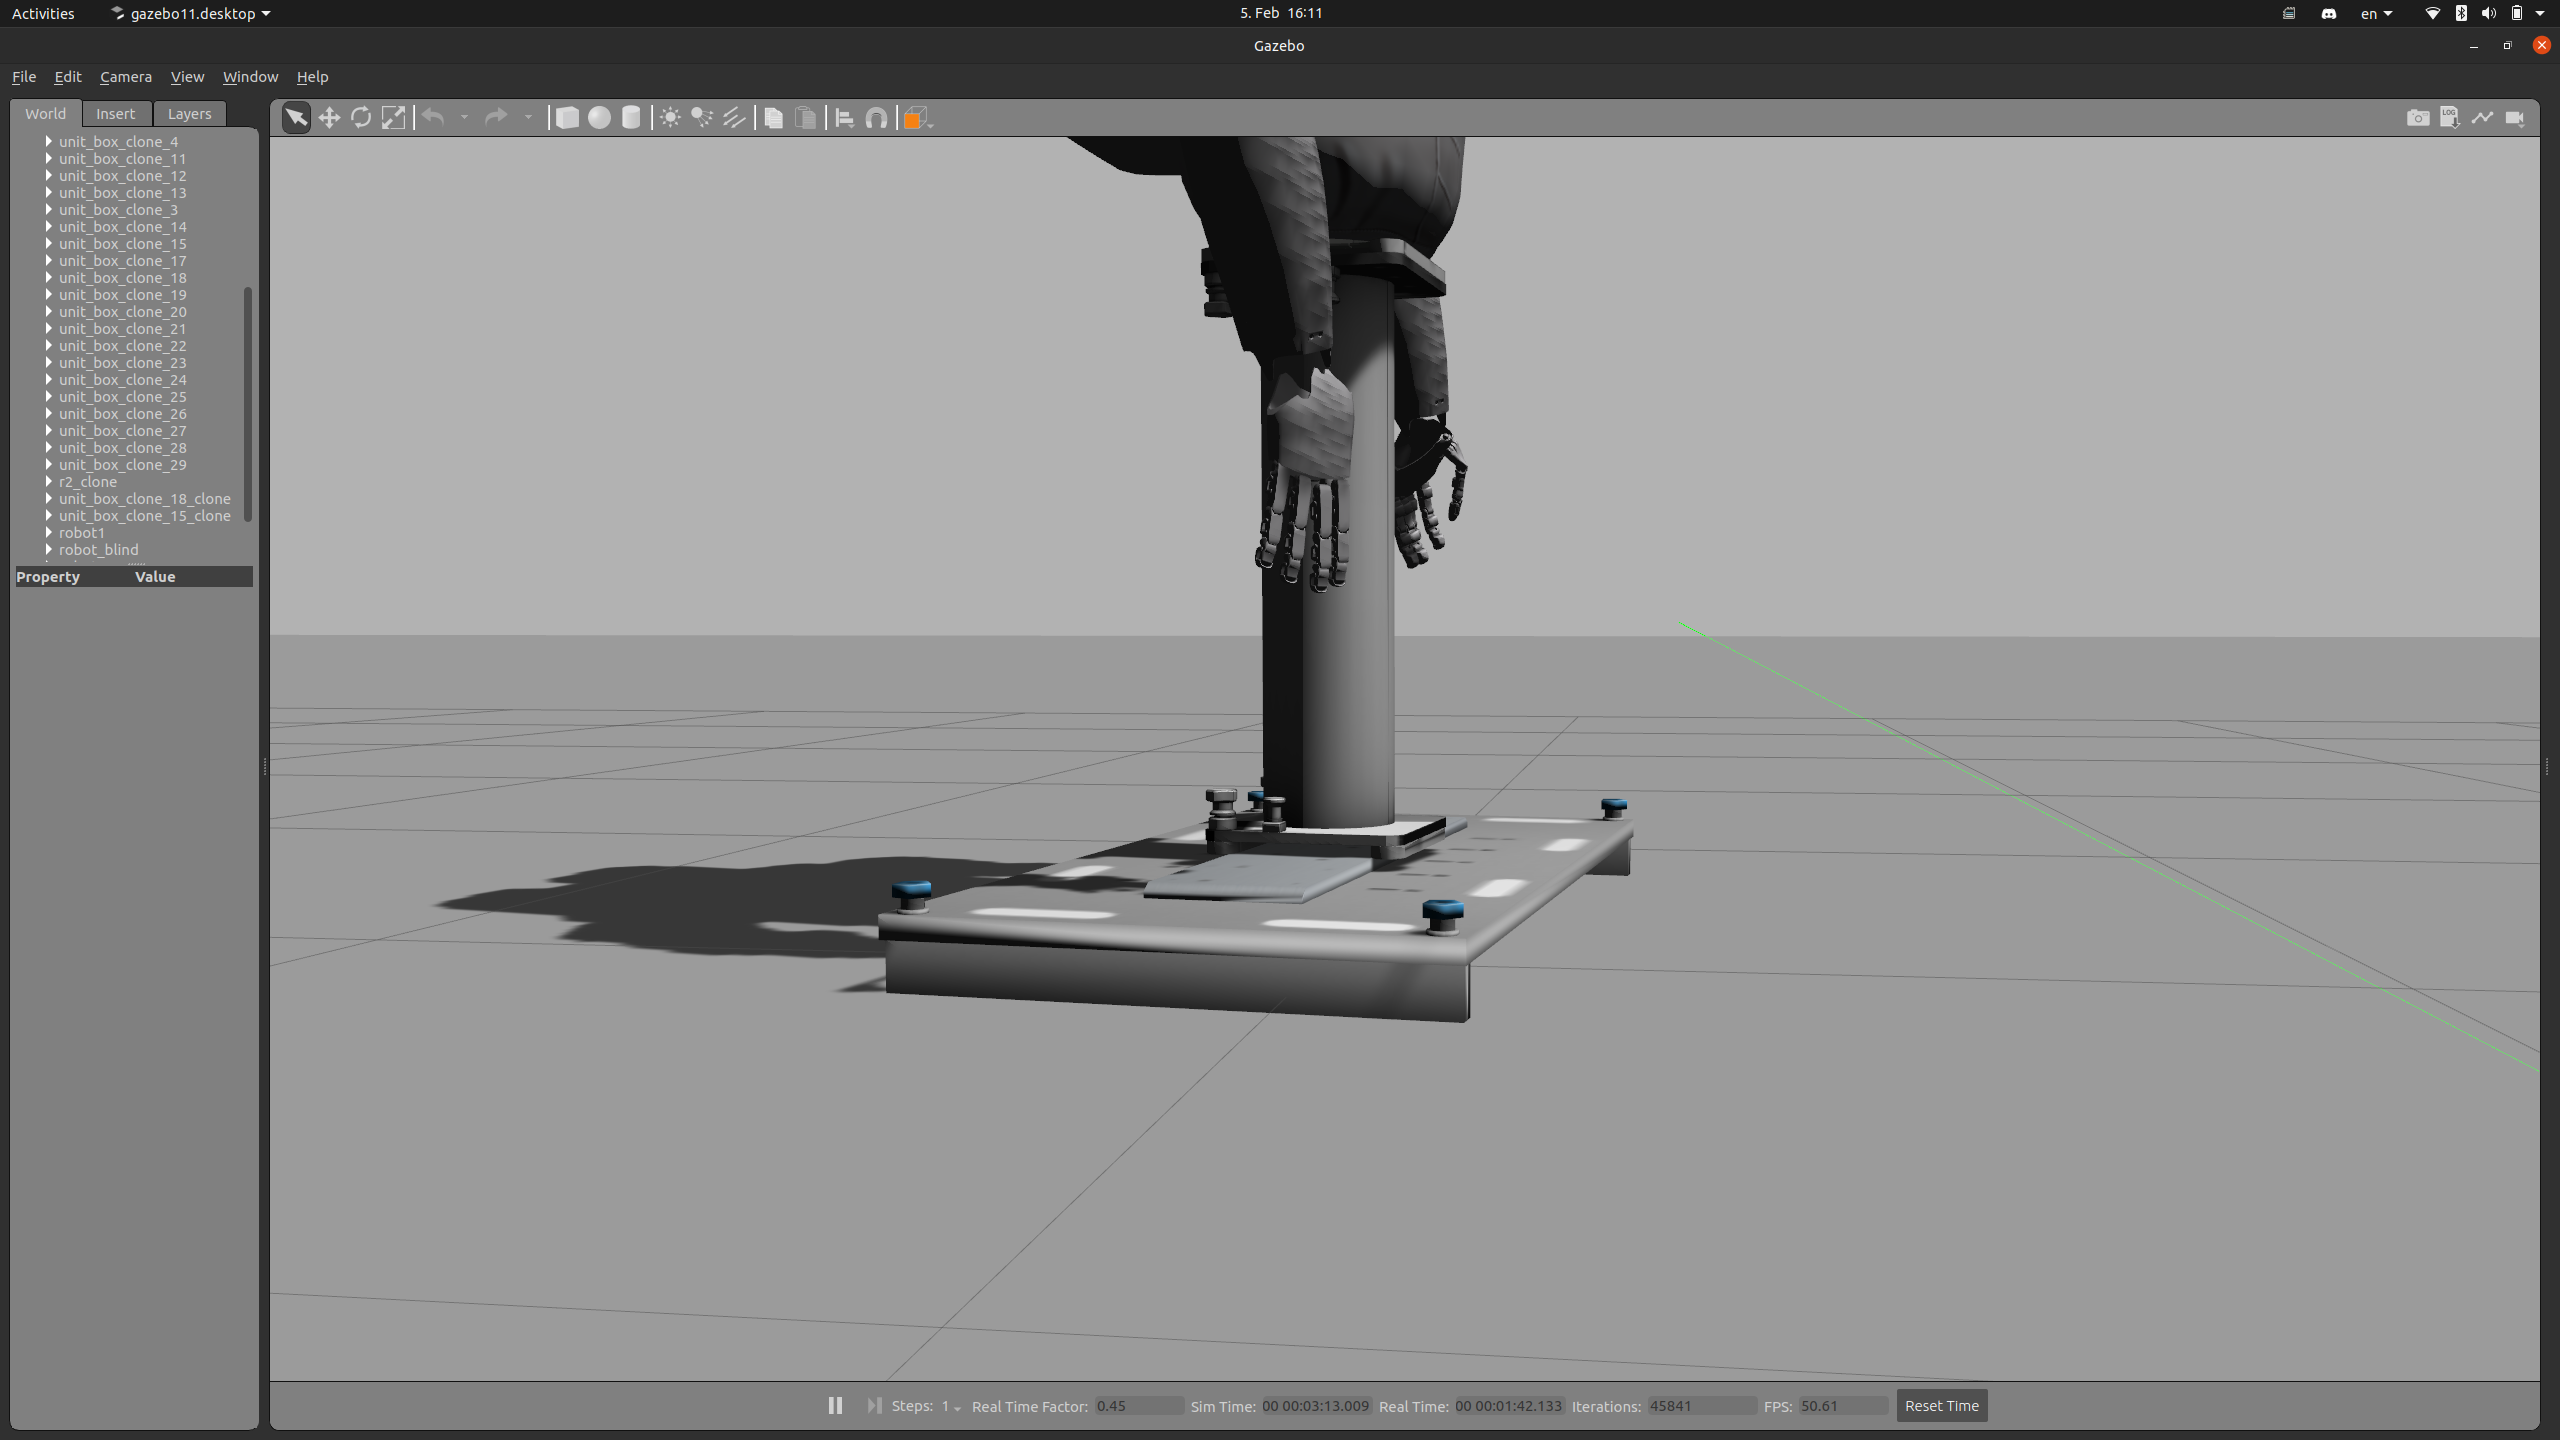 Activities gazebo11.desktop 5. Feb 16:11 en
Gazebo
File Edit Camera View Window Help
World Insert Layers
LOG
unit_box_clone_4
unit_box_clone_11
unit_box_clone_12
unit_box_clone_13
unit_box_clone_3
unit_box_clone_14
unit_box_clone_15
unit_box_clone_17
unit_box_clone_18
unit_box_clone_19
unit_box_clone_20
unit_box_clone_21
unit_box_clone_22
unit_box_clone_23
unit_box_clone_24
unit_box_clone_25
unit_box_clone_26
unit_box_clone_27
unit_box_clone_28
unit_box_clone_29
r2_clone
unit_box_clone_18_clone
unit_box_clone_15_clone
robot1
robot_blind
Property Value
Steps: 1 Real Time Factor: 0.45 Sim Time: 00 00:03:13.009 Real Time: 00 00:01:42.133 Iterations: 45841 FPS: 50.61 Reset Time